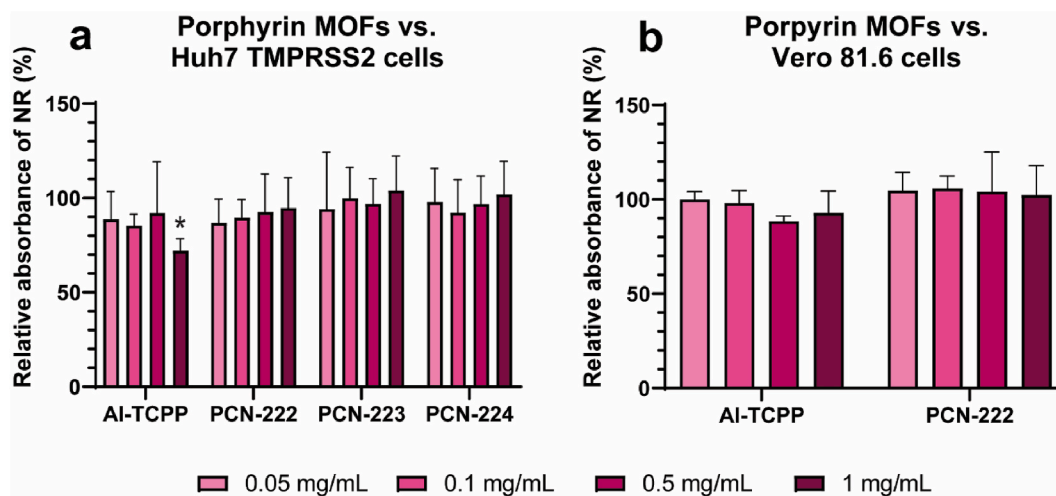 a
Porphyrin MOFs vs.
Huh7 TMPRSS2 cells
Relative absorbance of NR (%)
150
100
50
0
*
Al-TCPP PCN-222 PCN-223 PCN-224
b
Porpyrin MOFs vs.
Vero 81.6 cells
Relative absorbance of NR (%)
150
100
50
0
Al-TCPP PCN-222
0.05 mg/mL 0.1 mg/mL 0.5 mg/mL 1 mg/mL